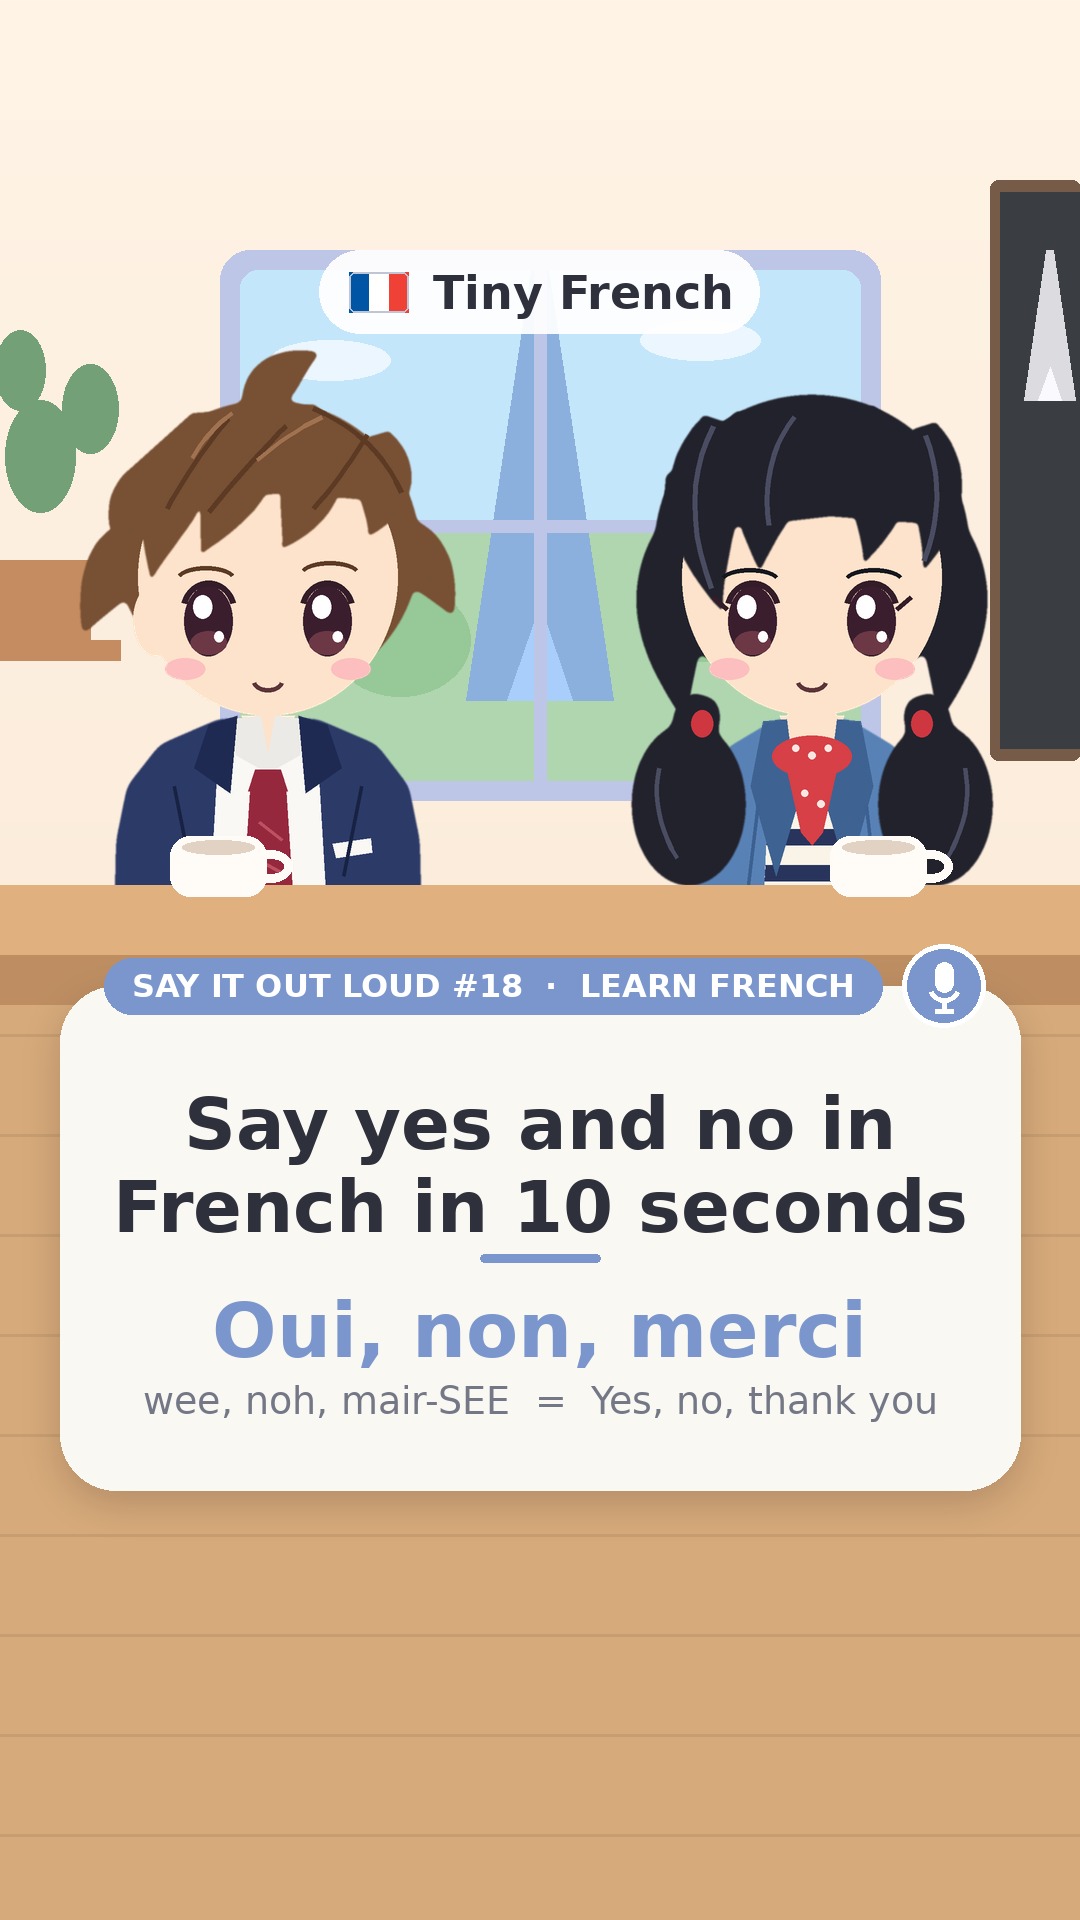 Tiny French
SAY IT OUT LOUD #18 · LEARN FRENCH
Say yes and no in
French in 10 seconds
Oui, non, merci
wee, noh, mair-SEE = Yes, no, thank you